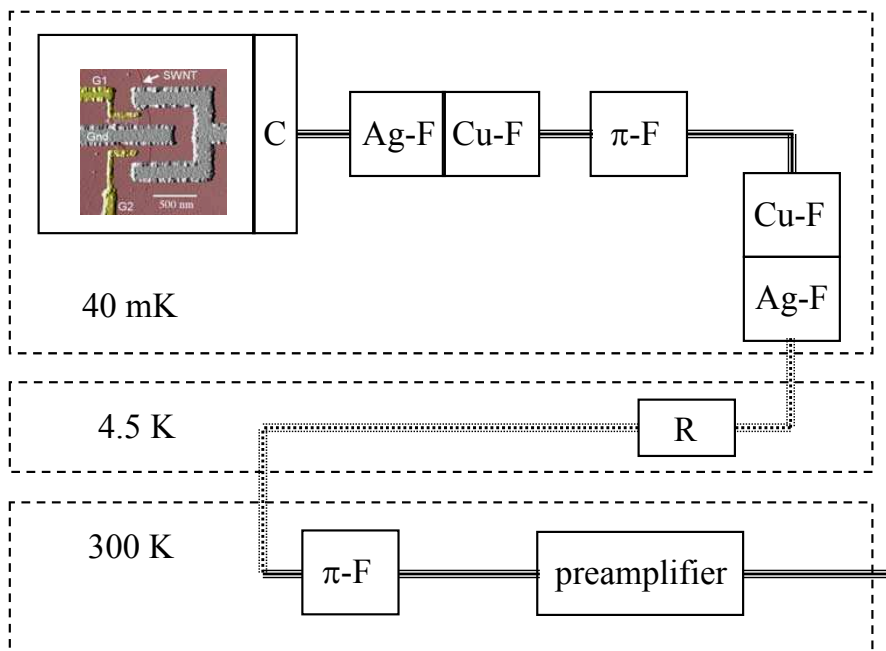 SWNT
G1
Gnd
500 nm
G2
C
Ag-F
Cu-F
π-F
Cu-F
Ag-F
40 mK
4.5 K
R
300 K
π-F
preamplifier